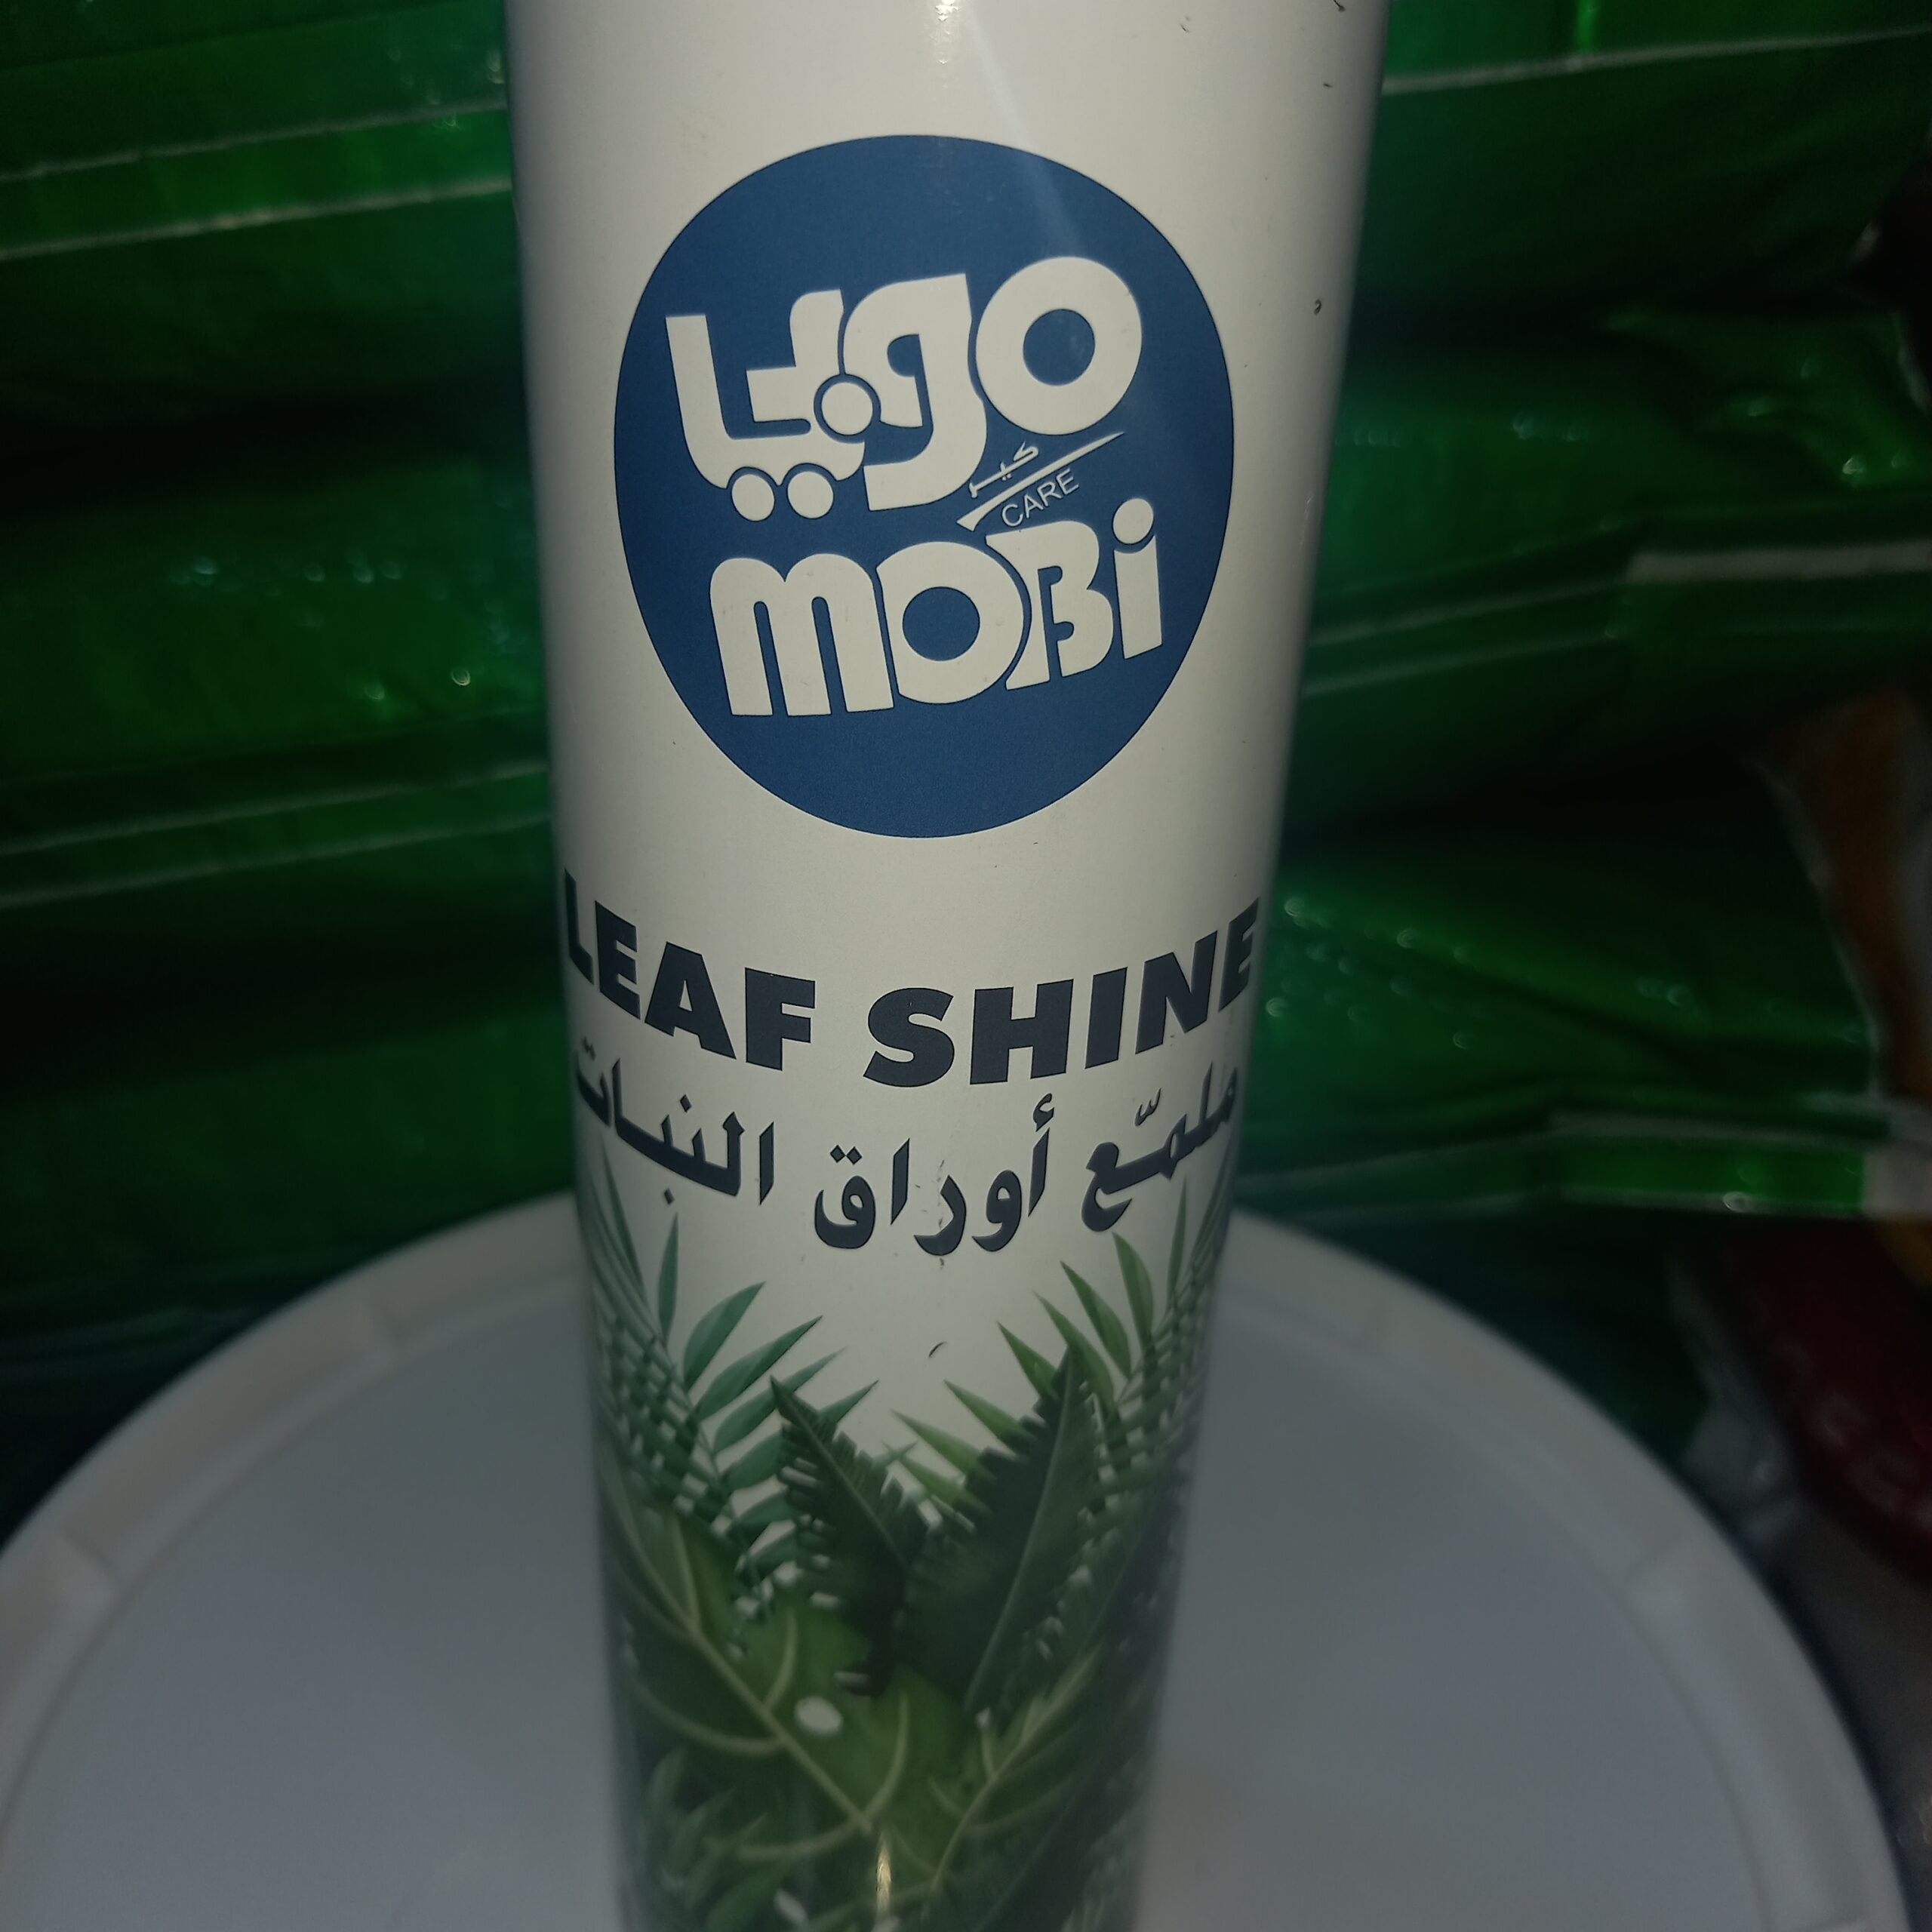 موبي
كير
CARE
MOBi
LEAF SHINE
ملمّع أوراق النبات